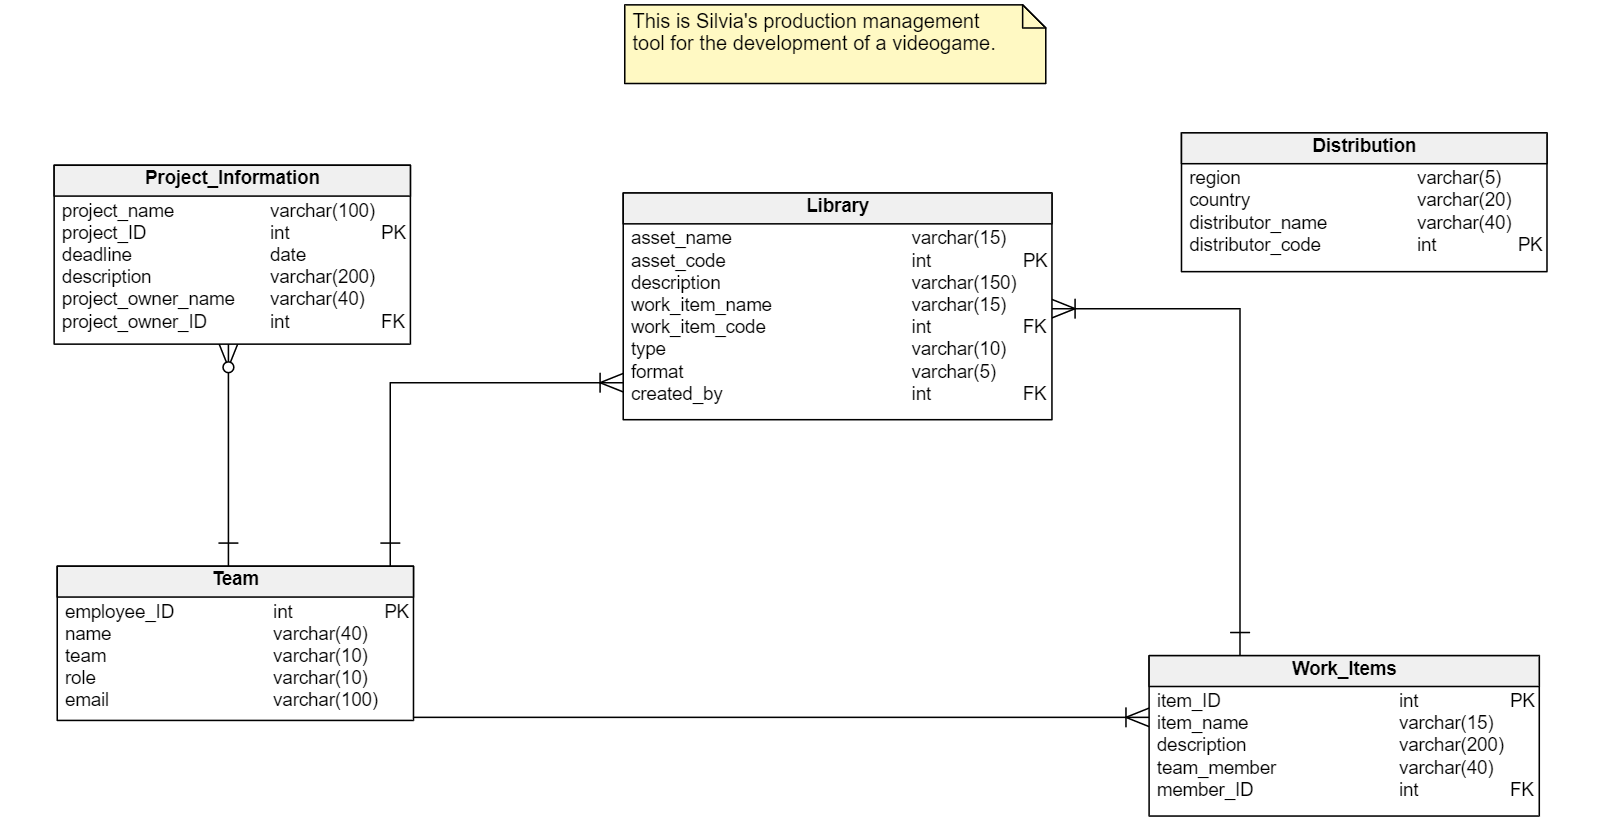 This is Silvia's production management
tool for the development of a videogame.
Project_Information
project_name varchar(100)
project_ID int PK
deadline date
description varchar(200)
project_owner_name varchar(40)
project_owner_ID int FK
Library
asset_name varchar(15)
asset_code int PK
description varchar(150)
work_item_name varchar(15)
work_item_code int FK
type varchar(10)
format varchar(5)
created_by int FK
Distribution
region varchar(5)
country varchar(20)
distributor_name varchar(40)
distributor_code int PK
Team
employee_ID int PK
name varchar(40)
team varchar(10)
role varchar(10)
email varchar(100)
Work_Items
item_ID int PK
item_name varchar(15)
description varchar(200)
team_member varchar(40)
member_ID int FK